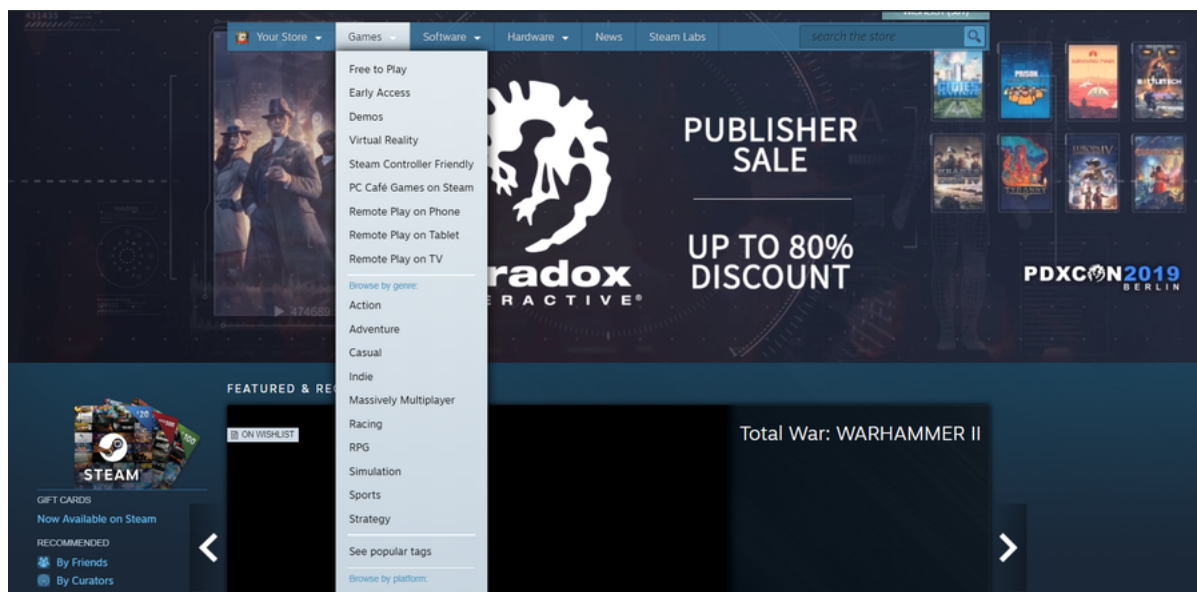 Your Store
Games
Software
Hardware
News
Steam Labs
search the store
Free to Play
Early Access
Demos
Virtual Reality
Steam Controller Friendly
PC Café Games on Steam
Remote Play on Phone
Remote Play on Tablet
Remote Play on TV
Browse by genre:
Action
Adventure
Casual
Indie
Massively Multiplayer
Racing
RPG
Simulation
Sports
Strategy
See popular tags
Browse by platform:
radox
ERACTIVE®
PUBLISHER
SALE
UP TO 80%
DISCOUNT
PRISON
BATTLETECH
TYRANNY
PDXCON2019
BERLIN
474689
FEATURED & RE
ON WISHLIST
Total War: WARHAMMER II
STEAM
GIFT CARDS
Now Available on Steam
RECOMMENDED
By Friends
By Curators